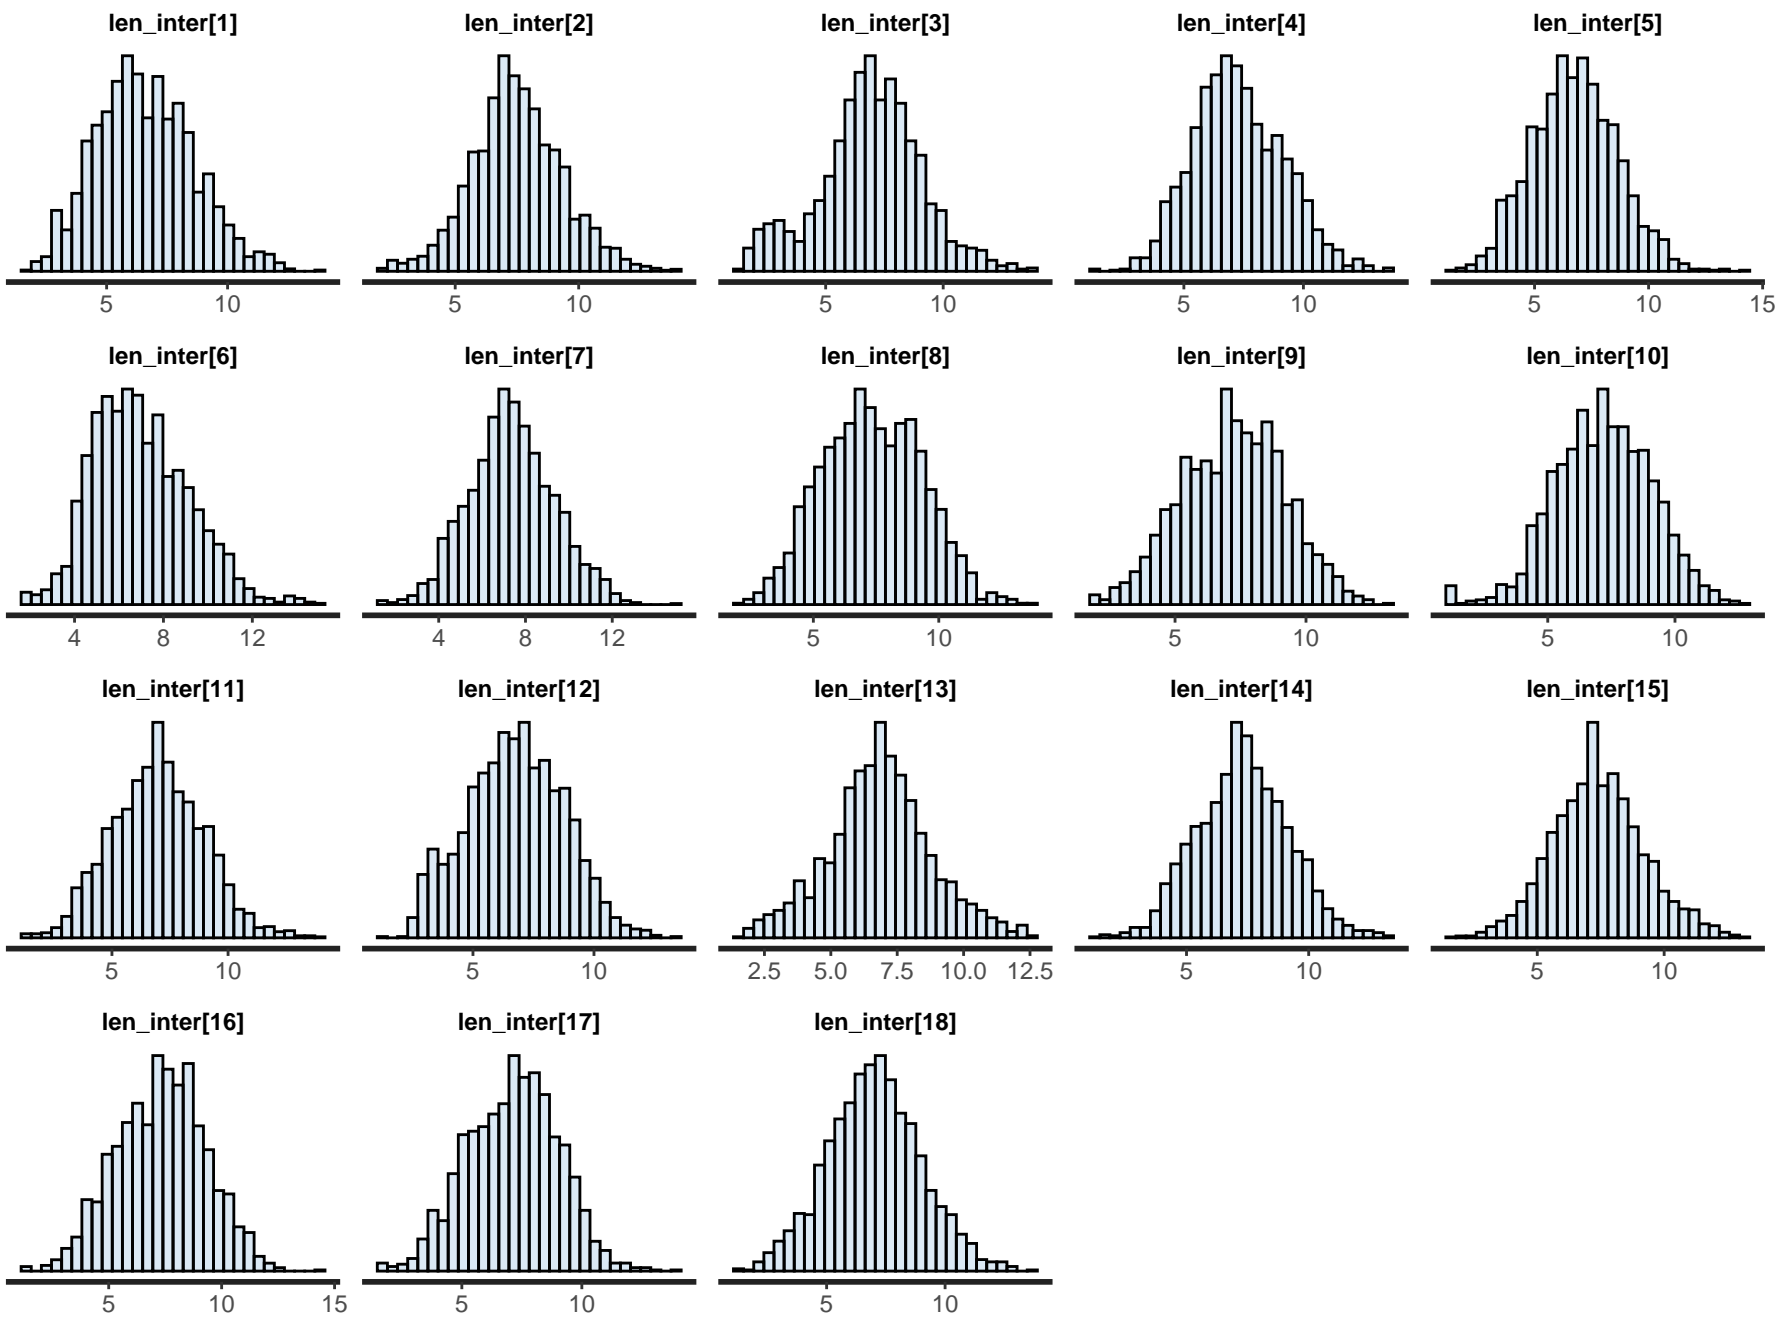 len_inter[1] len_inter[2] len_inter[3] len_inter[4] len_inter[5]
5 10 5 10 5 10 5 10 5 10 15
len_inter[6] len_inter[7] len_inter[8] len_inter[9] len_inter[10]
4 8 12 4 8 12 5 10 5 10 5 10
len_inter[11] len_inter[12] len_inter[13] len_inter[14] len_inter[15]
5 10 5 10 2.5 5.0 7.5 10.0 12.5 5 10 5 10
len_inter[16] len_inter[17] len_inter[18]
5 10 15 5 10 5 10